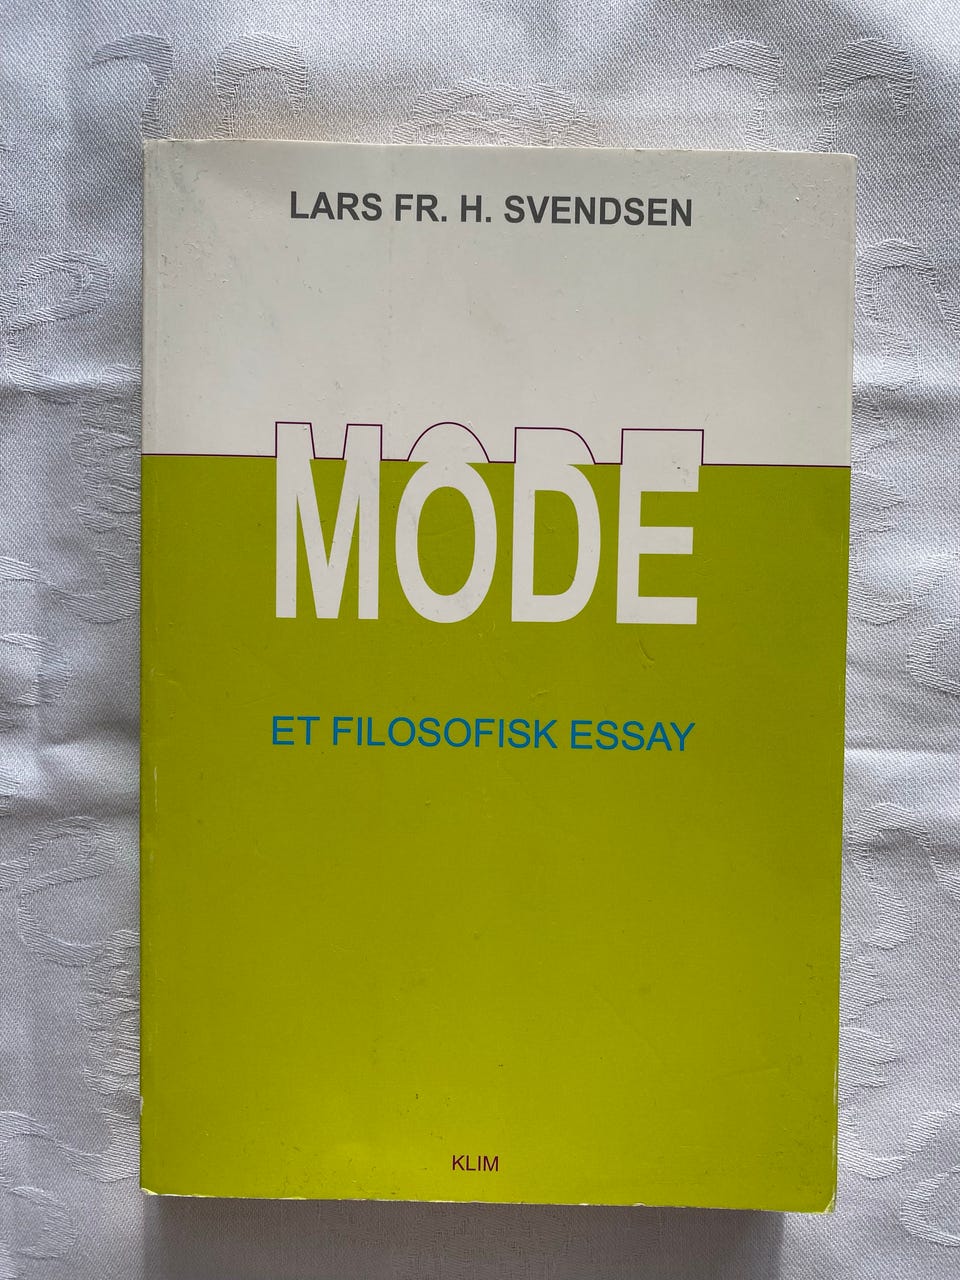 LARS FR. H. SVENDSEN
MODE
ET FILOSOFISK ESSAY
KLIM